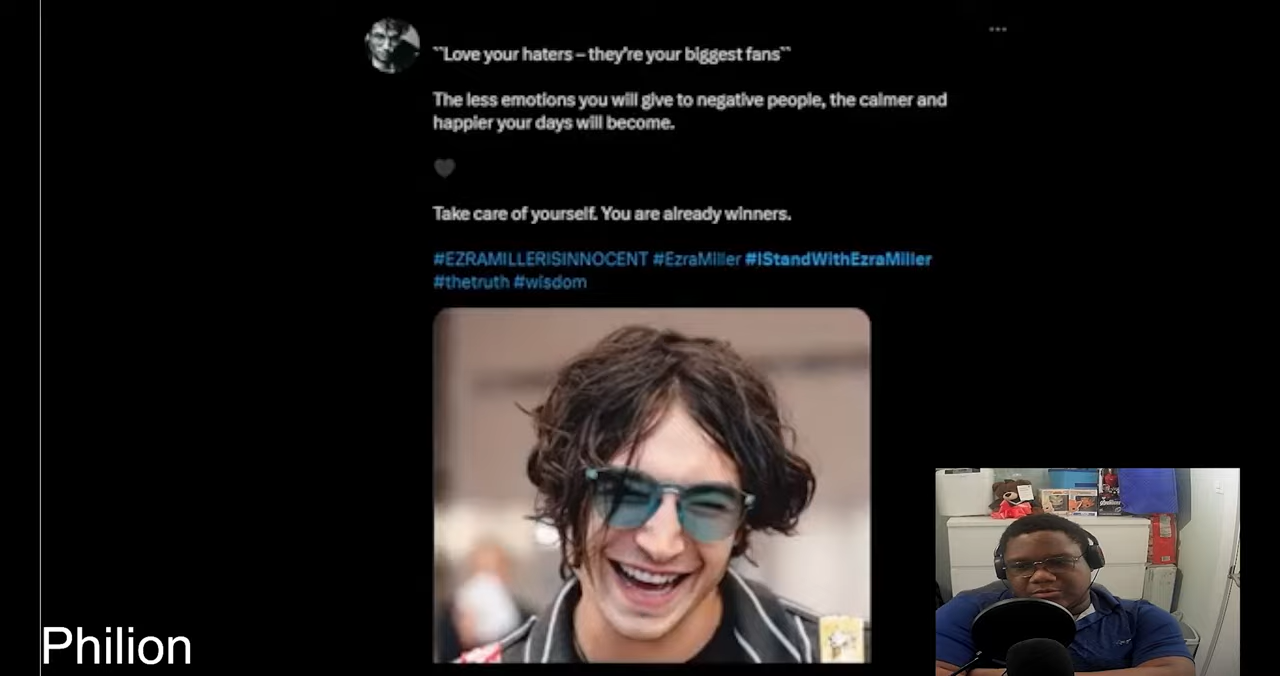 ``Love your haters – they're your biggest fans``
The less emotions you will give to negative people, the calmer and
happier your days will become.
Take care of yourself. You are already winners.
#EZRAMILLERISINNOCENT #EzraMiller #IStandWithEzraMiller
#thetruth #wisdom
Philion